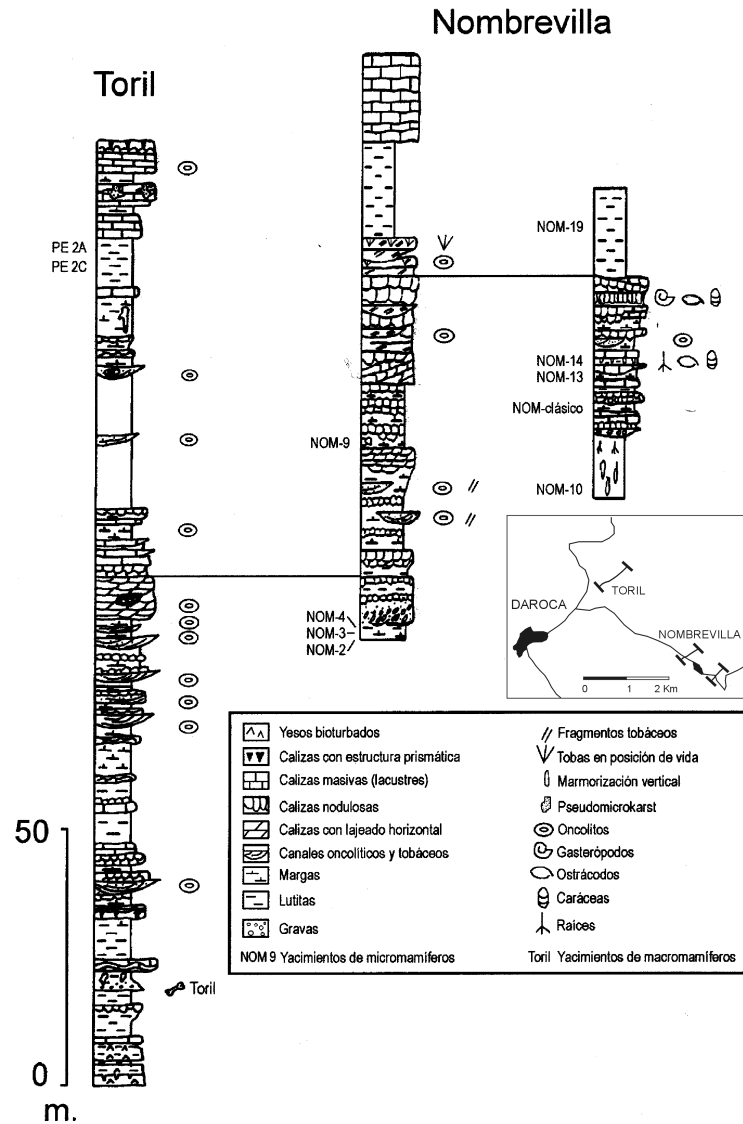 Nombrevilla
Toril
PE 2A
PE 2C
NOM-19
NOM-14
NOM-13
NOM-clásico
NOM-9
NOM-10
NOM-4
NOM-3
NOM-2
TORIL
DAROCA
NOMBREVILLA
0 1 2 Km
Yesos bioturbados
Calizas con estructura prismática
Calizas masivas (lacustres)
Calizas nodulosas
Calizas con lajeado horizontal
Canales oncolíticos y tobáceos
Margas
Lutitas
Gravas
NOM 9 Yacimientos de micromamíferos
Fragmentos tobáceos
Tobas en posición de vida
Marmorización vertical
Pseudomicrokarst
Oncolitos
Gasterópodos
Ostrácodos
Caráceas
Raíces
Toril Yacimientos de macromamíferos
50
Toril
0
m.